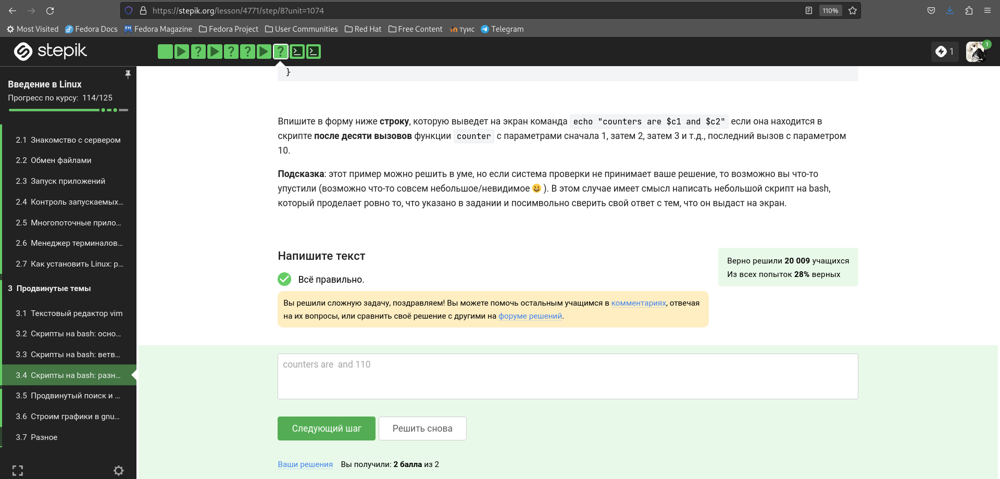 https://stepik.org/lesson/4771/step/8?unit=1074
110%
Most Visited
Fedora Docs
Fedora Magazine
Fedora Project
User Communities
Red Hat
Free Content
туис
Telegram
stepik
1
1
Введение в Linux
Прогресс по курсу: 114/125
2.1 Знакомство с сервером
2.2 Обмен файлами
2.3 Запуск приложений
2.4 Контроль запускаемых...
2.5 Многопоточные прило...
2.6 Менеджер терминалов...
2.7 Как установить Linux: р...
3 Продвинутые темы
3.1 Текстовый редактор vim
3.2 Скрипты на bash: осно...
3.3 Скрипты на bash: ветв...
3.4 Скрипты на bash: разн...
3.5 Продвинутый поиск и ...
3.6 Строим графики в gnu...
3.7 Разное
}
Впишите в форму ниже строку, которую выведет на экран команда echo "counters are $c1 and $c2" если она находится в
скрипте после десяти вызовов функции counter с параметрами сначала 1, затем 2, затем 3 и т.д., последний вызов с параметром
10.
Подсказка: этот пример можно решить в уме, но если система проверки не принимает ваше решение, то возможно вы что-то
упустили (возможно что-то совсем небольшое/невидимое 😀 ). В этом случае имеет смысл написать небольшой скрипт на bash,
который проделает ровно то, что указано в задании и посимвольно сверить свой ответ с тем, что он выдаст на экран.
Напишите текст
Верно решили 20 009 учащихся
Из всех попыток 28% верных
Всё правильно.
Вы решили сложную задачу, поздравляем! Вы можете помочь остальным учащимся в комментариях, отвечая
на их вопросы, или сравнить своё решение с другими на форуме решений.
counters are  and 110
Следующий шаг
Решить снова
Ваши решения
Вы получили: 2 балла из 2